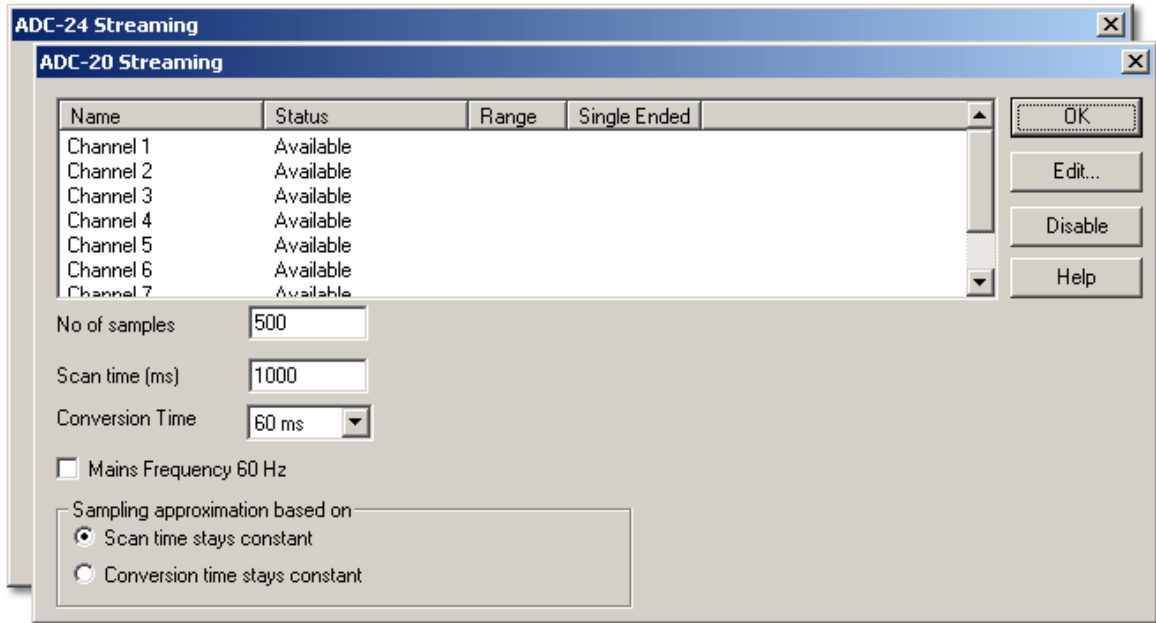 ADC-24 Streaming
ADC-20 Streaming
Name Status Range Single Ended
Channel 1 Available
Channel 2 Available
Channel 3 Available
Channel 4 Available
Channel 5 Available
Channel 6 Available
Channel 7 Available
OK
Edit...
Disable
Help
No of samples 500
Scan time (ms) 1000
Conversion Time 60 ms
Mains Frequency 60 Hz
Sampling approximation based on
Scan time stays constant
Conversion time stays constant